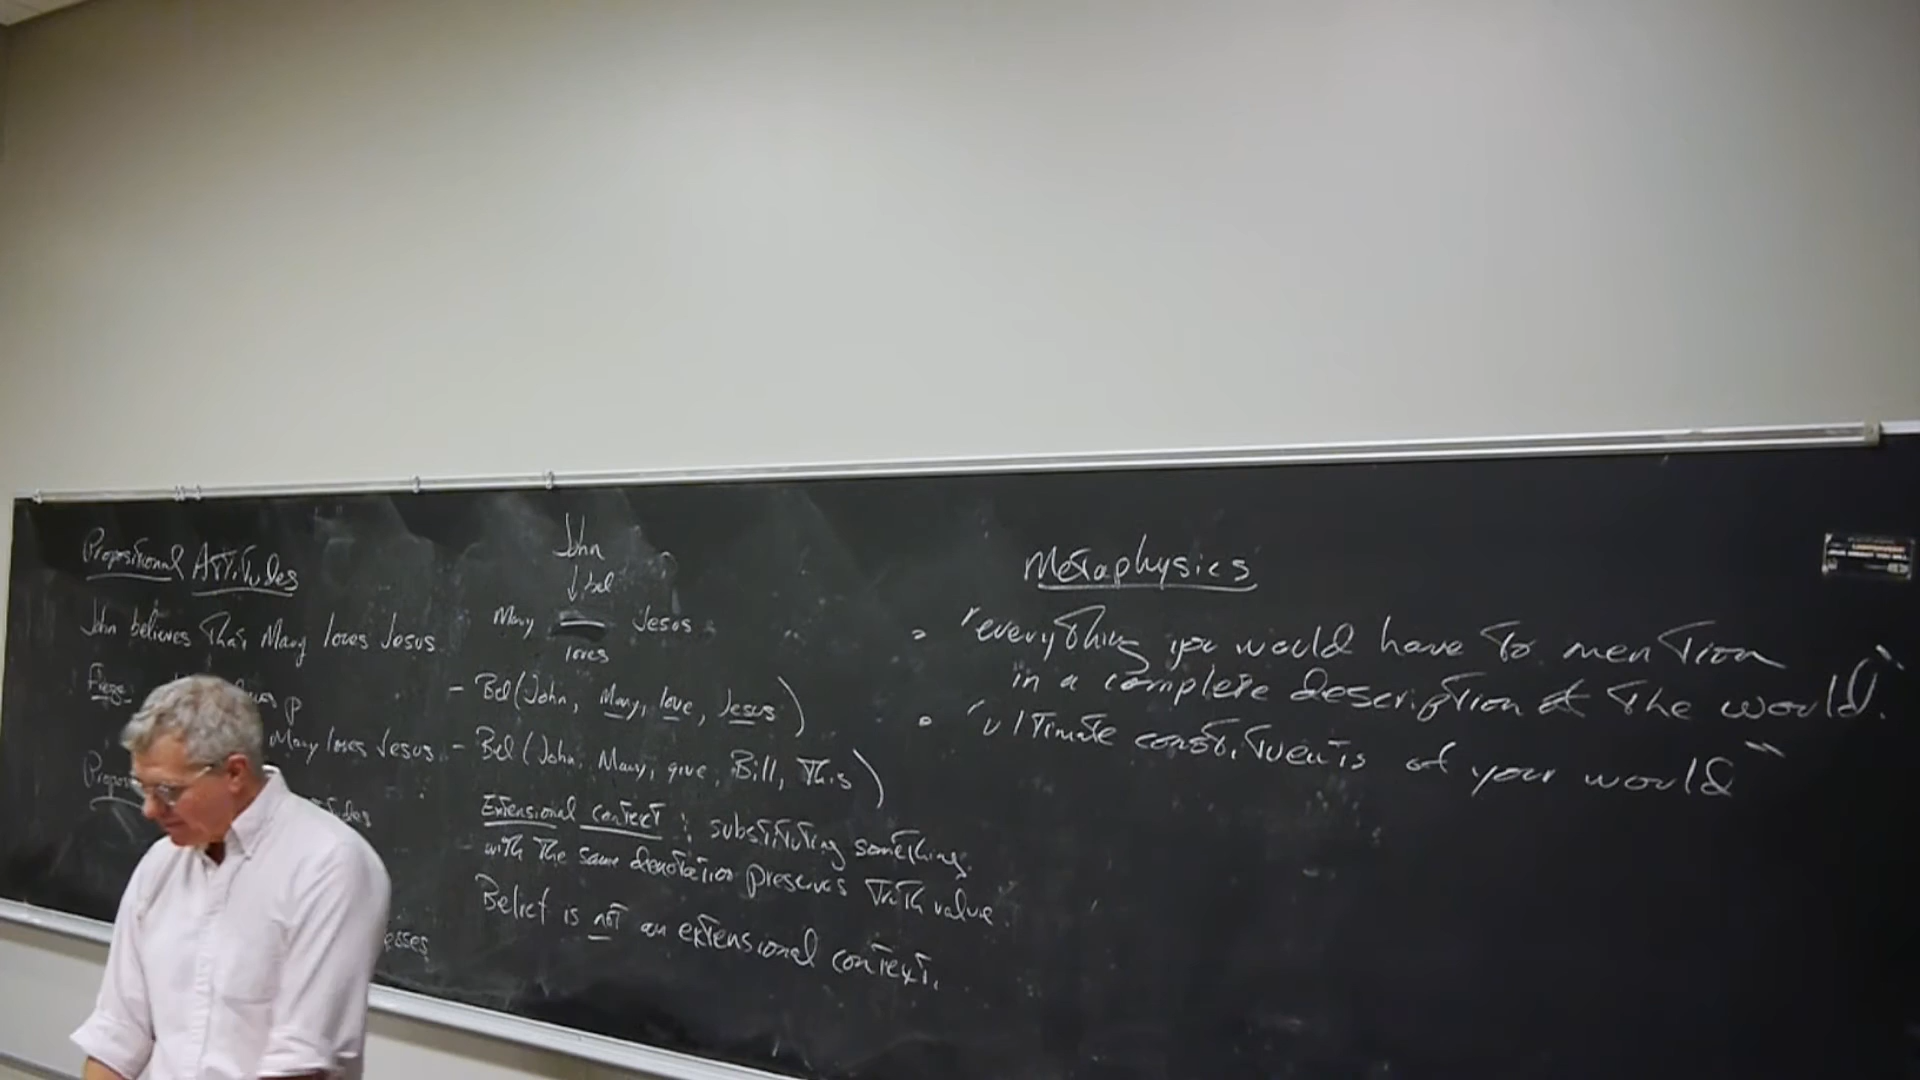 Propositional Attitudes
John believes that Mary loves Jesus
Frege
p
Mary loves Jesus
John
↓ bel
Mary
Jesus
loves
- Bel (John, Mary, love, Jesus)
- Bel (John, Mary, give, Bill, This)
Extensional context : substituting something
with the same denotation preserves truth value.
Belief is not an extensional context.
Metaphysics
"everything you would have to mention
in a complete description of the world."
"ultimate constituents of your world"